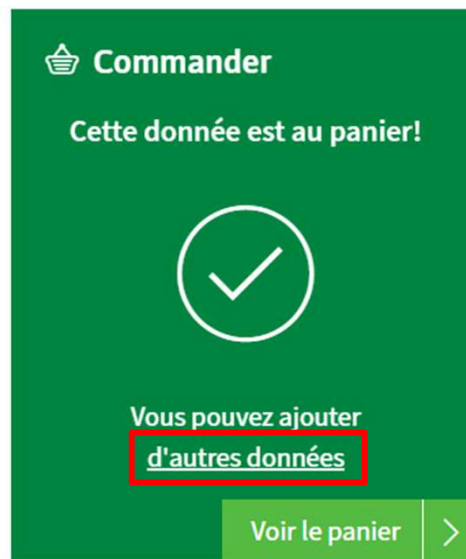 Commander
Cette donnée est au panier!
Vous pouvez ajouter
d'autres données
Voir le panier